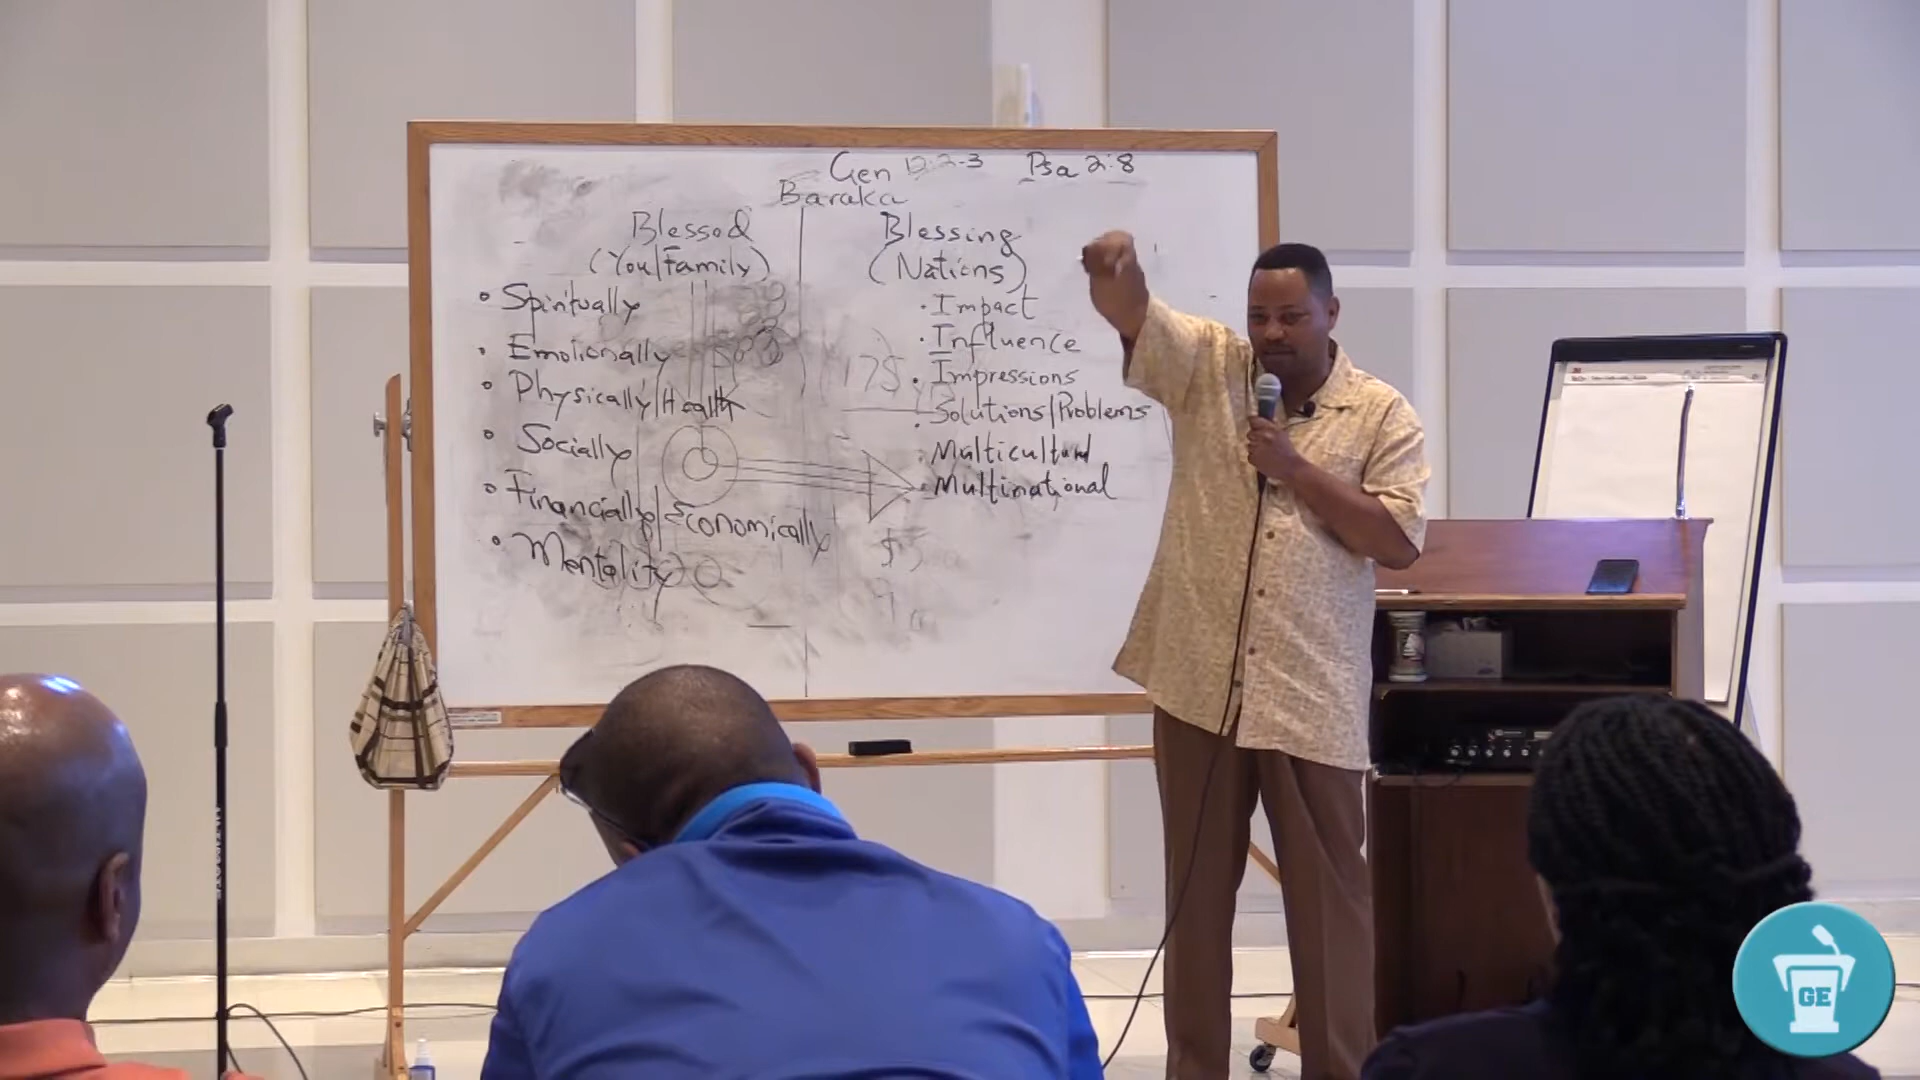 Gen 12:2-3 Psa 2:8
Baraka
Blessed
(You/Family)
• Spiritually
• Emotionally
• Physically/Health
• Socially
• Financially/Economically
• Mentality
Blessing
(Nations)
• Impact
• Influence
• Impressions
• Solutions/Problems
• Multicultural
• Multinational
175
GE